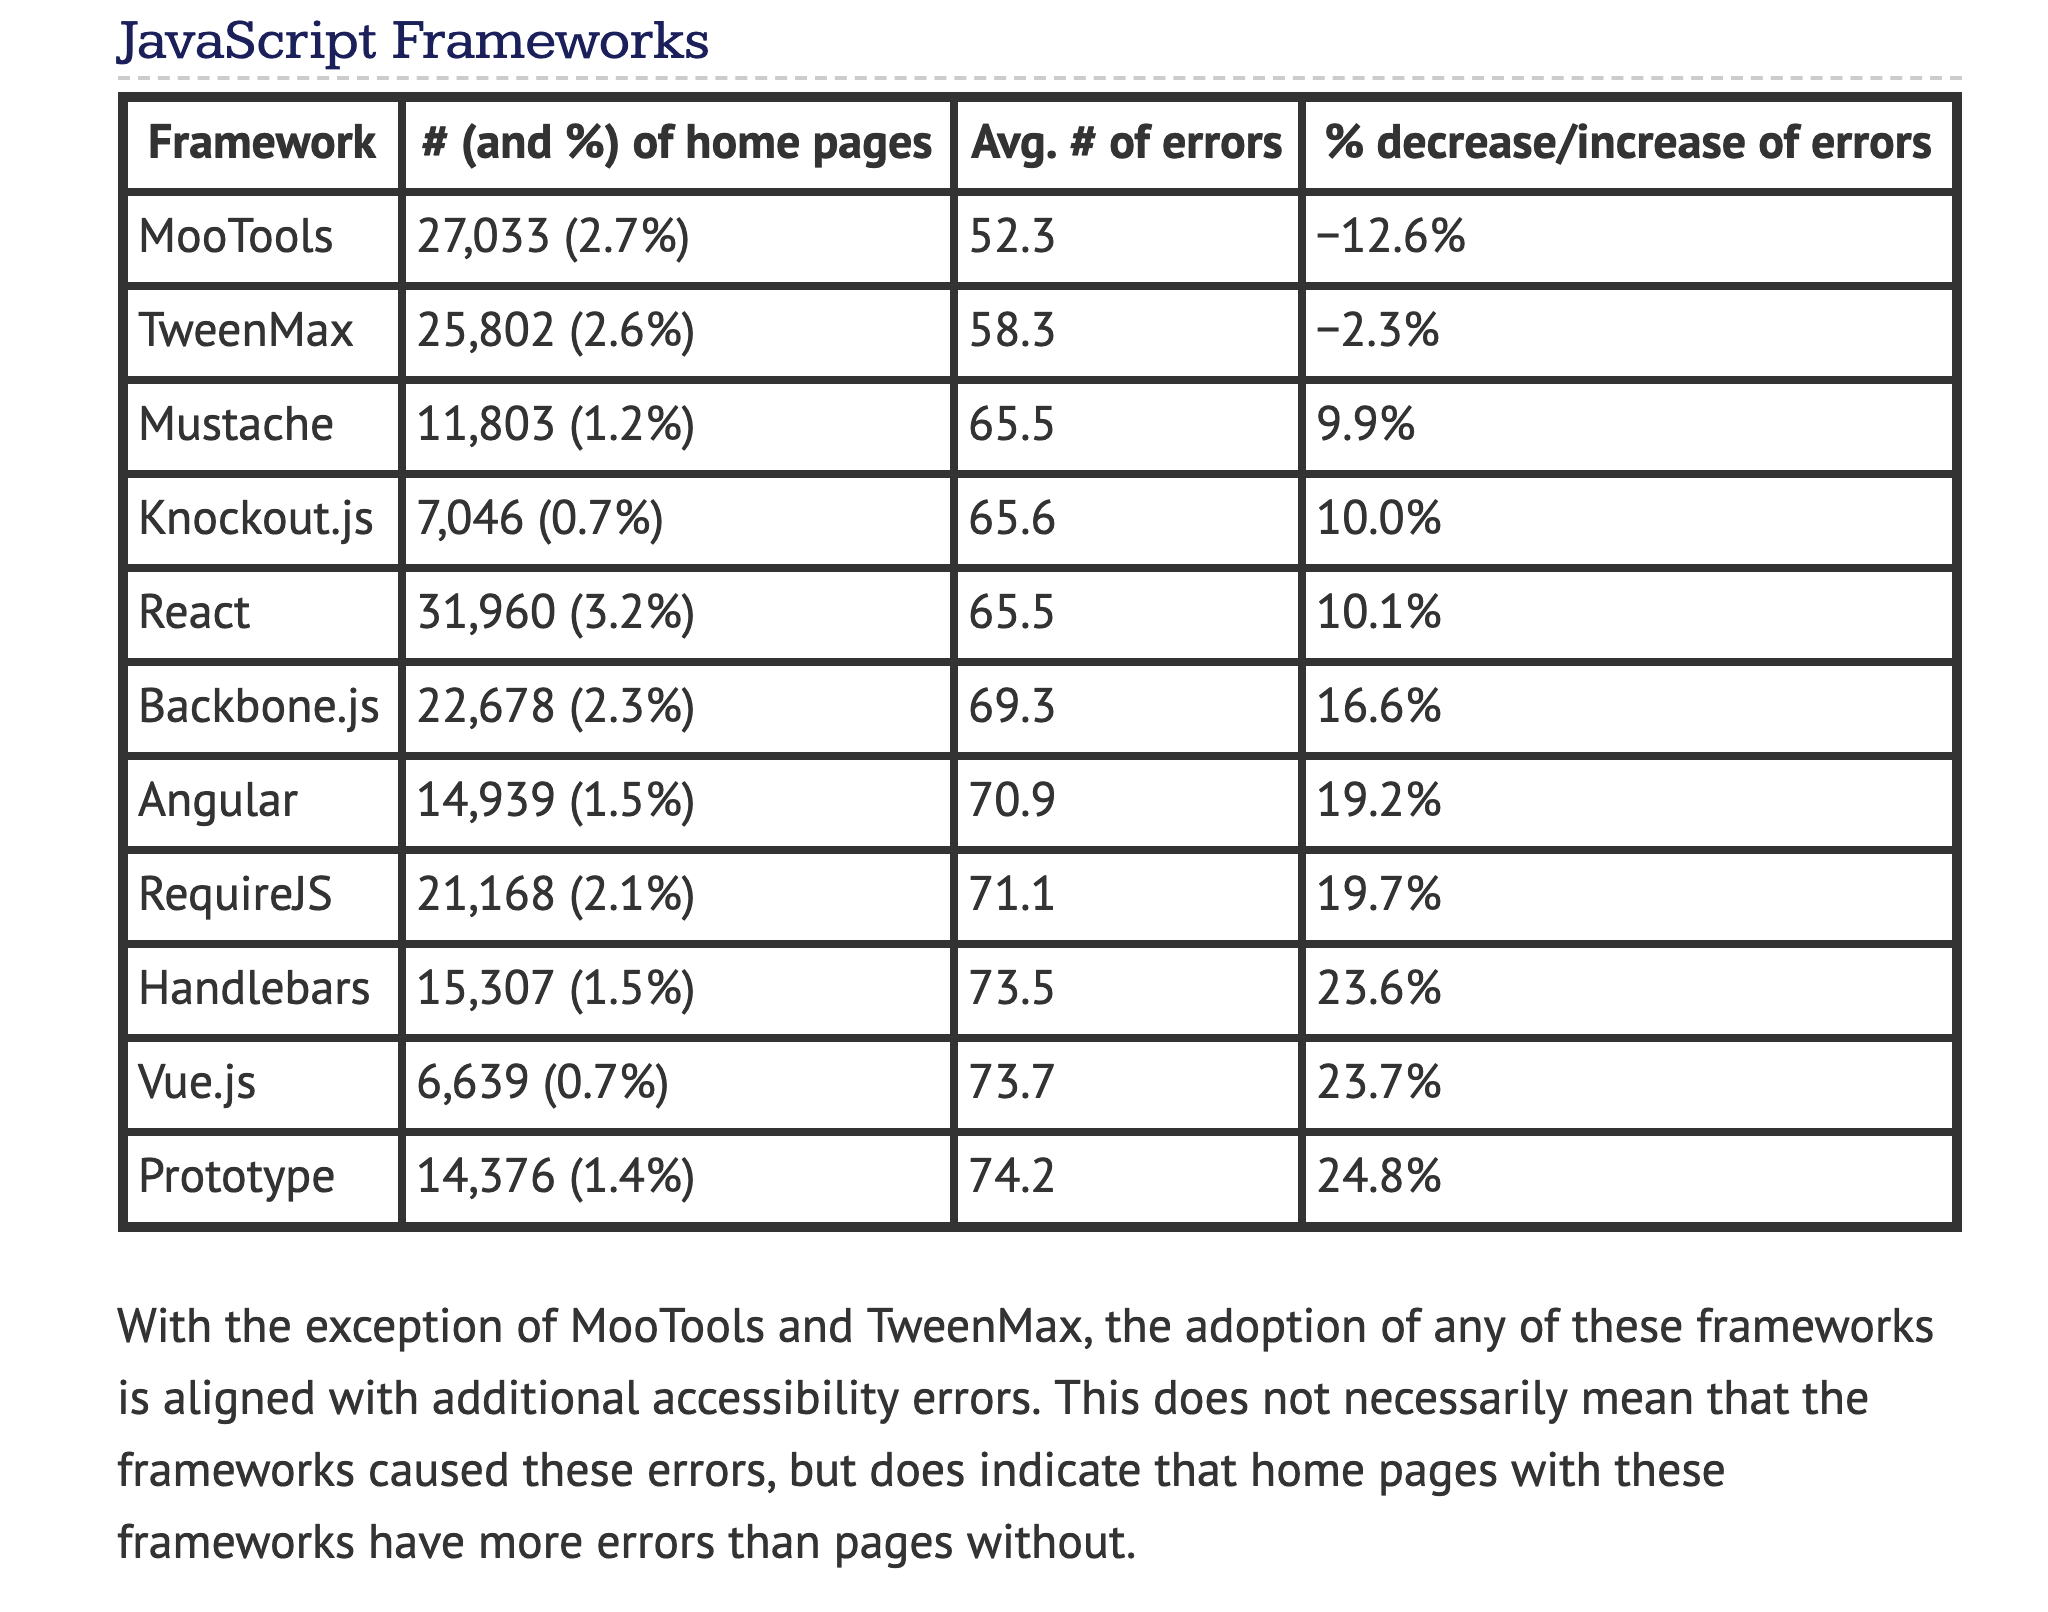 JavaScript Frameworks
Framework # (and %) of home pages Avg. # of errors % decrease/increase of errors
MooTools 27,033 (2.7%) 52.3 −12.6%
TweenMax 25,802 (2.6%) 58.3 −2.3%
Mustache 11,803 (1.2%) 65.5 9.9%
Knockout.js 7,046 (0.7%) 65.6 10.0%
React 31,960 (3.2%) 65.5 10.1%
Backbone.js 22,678 (2.3%) 69.3 16.6%
Angular 14,939 (1.5%) 70.9 19.2%
RequireJS 21,168 (2.1%) 71.1 19.7%
Handlebars 15,307 (1.5%) 73.5 23.6%
Vue.js 6,639 (0.7%) 73.7 23.7%
Prototype 14,376 (1.4%) 74.2 24.8%
With the exception of MooTools and TweenMax, the adoption of any of these frameworks
is aligned with additional accessibility errors. This does not necessarily mean that the
frameworks caused these errors, but does indicate that home pages with these
frameworks have more errors than pages without.